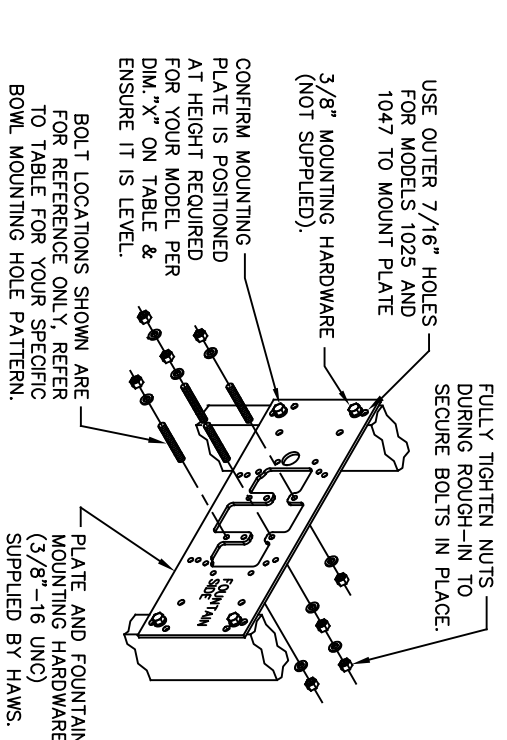 USE OUTER 7/16" HOLES
FOR MODELS 1025 AND
1047 TO MOUNT PLATE
3/8" MOUNTING HARDWARE
(NOT SUPPLIED).
CONFIRM MOUNTING
PLATE IS POSITIONED
AT HEIGHT REQUIRED
FOR YOUR MODEL PER
DIM."X" ON TABLE &
ENSURE IT IS LEVEL.
BOLT LOCATIONS SHOWN ARE
FOR REFERENCE ONLY, REFER
TO TABLE FOR YOUR SPECIFIC
BOWL MOUNTING HOLE PATTERN.
FULLY TIGHTEN NUTS
DURING ROUGH-IN TO
SECURE BOLTS IN PLACE.
FOUNTAIN
SIDE
PLATE AND FOUNTAIN
MOUNTING HARDWARE
(3/8"-16 UNC)
SUPPLIED BY HAWS.